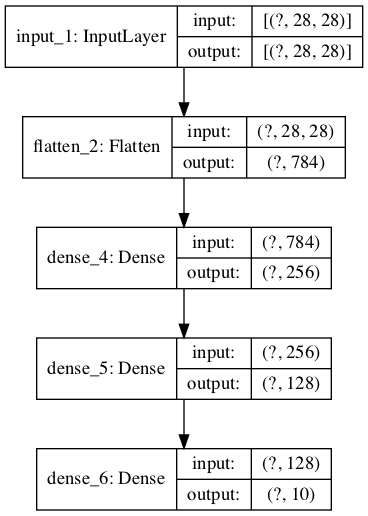 input_1: InputLayer
input: [(?, 28, 28)]
output: [(?, 28, 28)]
flatten_2: Flatten
input: (?, 28, 28)
output: (?, 784)
dense_4: Dense
input: (?, 784)
output: (?, 256)
dense_5: Dense
input: (?, 256)
output: (?, 128)
dense_6: Dense
input: (?, 128)
output: (?, 10)